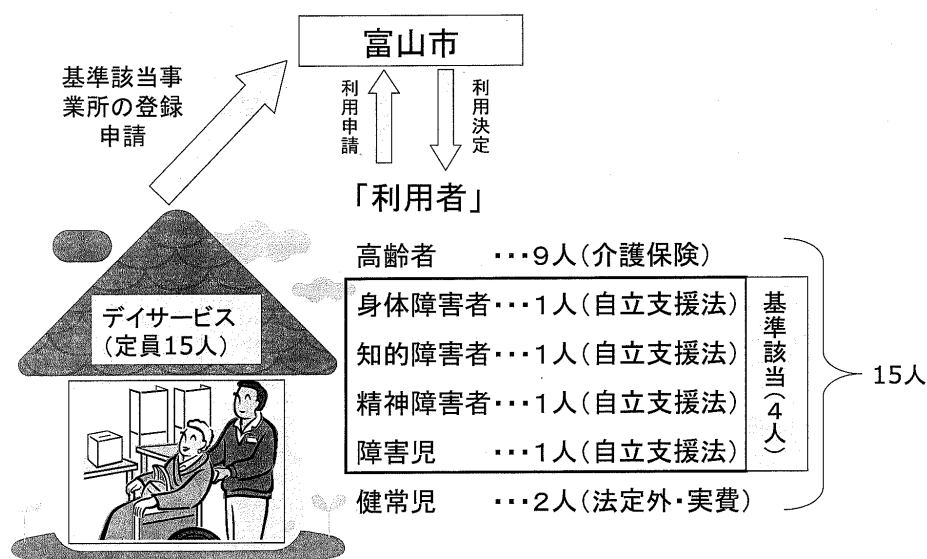 富山市
基準該当事
業所の登録
申請
利用申請
利用決定
「利用者」
高齢者　・・・９人（介護保険）
身体障害者・・・１人（自立支援法）
知的障害者・・・１人（自立支援法）
精神障害者・・・１人（自立支援法）
障害児　・・・１人（自立支援法）
健常児　・・・２人（法定外・実費）
基準該当（４人）
15人
デイサービス
（定員15人）